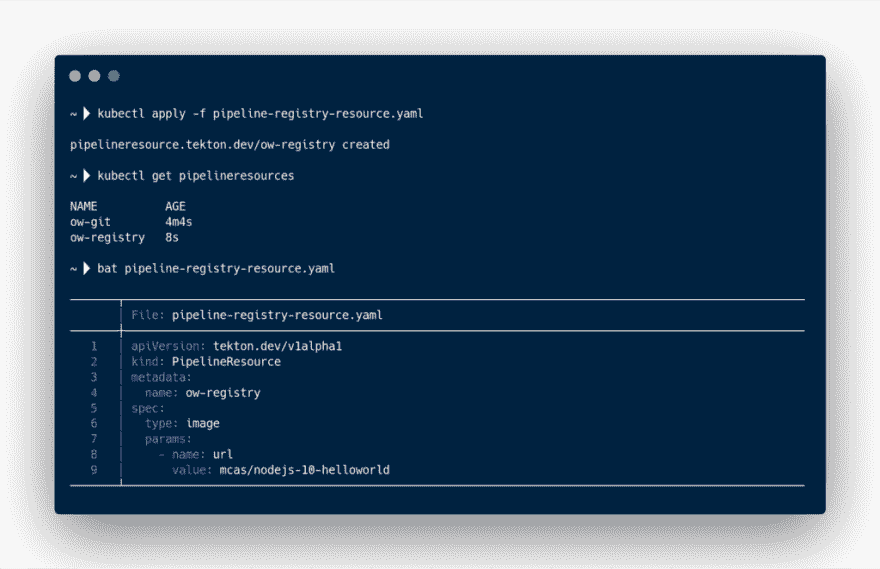 ~ ❯ kubectl apply -f pipeline-registry-resource.yaml
pipelineresource.tekton.dev/ow-registry created
~ ❯ kubectl get pipelineresources
NAME          AGE
ow-git        4m4s
ow-registry   8s
~ ❯ bat pipeline-registry-resource.yaml
File: pipeline-registry-resource.yaml
1   apiVersion: tekton.dev/v1alpha1
2   kind: PipelineResource
3   metadata:
4     name: ow-registry
5   spec:
6     type: image
7     params:
8       - name: url
9         value: mcas/nodejs-10-helloworld